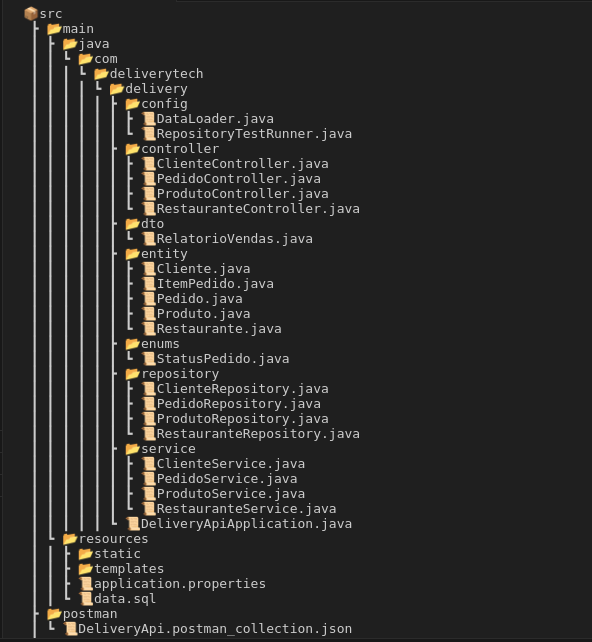 src
main
java
com
deliverytech
delivery
config
DataLoader.java
RepositoryTestRunner.java
controller
ClienteController.java
PedidoController.java
ProdutoController.java
RestauranteController.java
dto
RelatorioVendas.java
entity
Cliente.java
ItemPedido.java
Pedido.java
Produto.java
Restaurante.java
enums
StatusPedido.java
repository
ClienteRepository.java
PedidoRepository.java
ProdutoRepository.java
RestauranteRepository.java
service
ClienteService.java
PedidoService.java
ProdutoService.java
RestauranteService.java
DeliveryApiApplication.java
resources
static
templates
application.properties
data.sql
postman
DeliveryApi.postman_collection.json